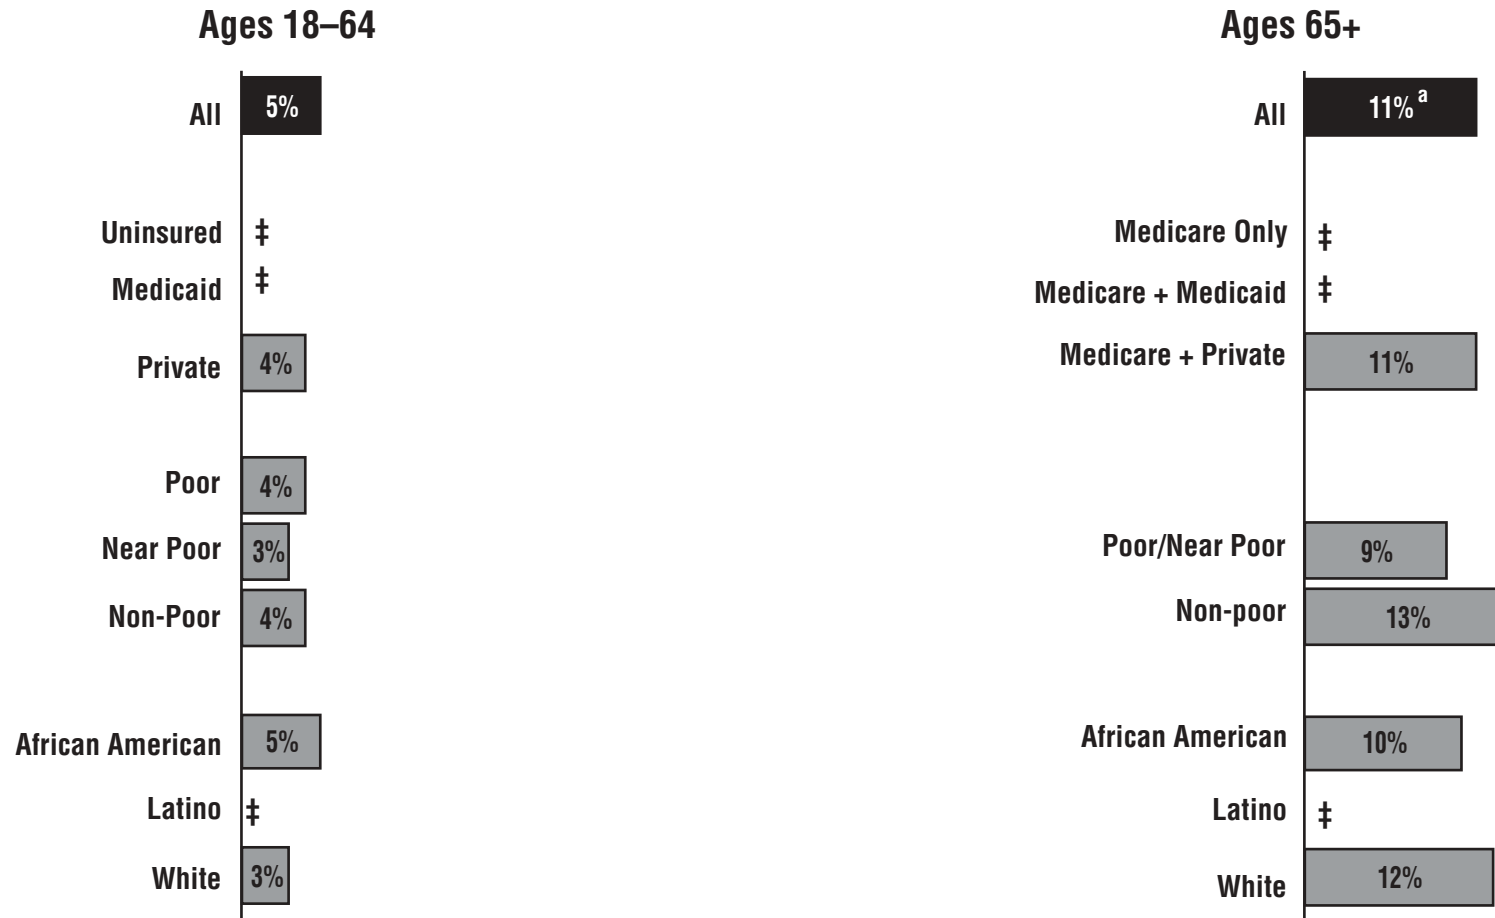 Ages 18–64
All 5%
Uninsured ‡
Medicaid ‡
Private 4%
Poor 4%
Near Poor 3%
Non-Poor 4%
African American 5%
Latino ‡
White 3%
Ages 65+
All 11% a
Medicare Only ‡
Medicare + Medicaid ‡
Medicare + Private 11%
Poor/Near Poor 9%
Non-poor 13%
African American 10%
Latino ‡
White 12%